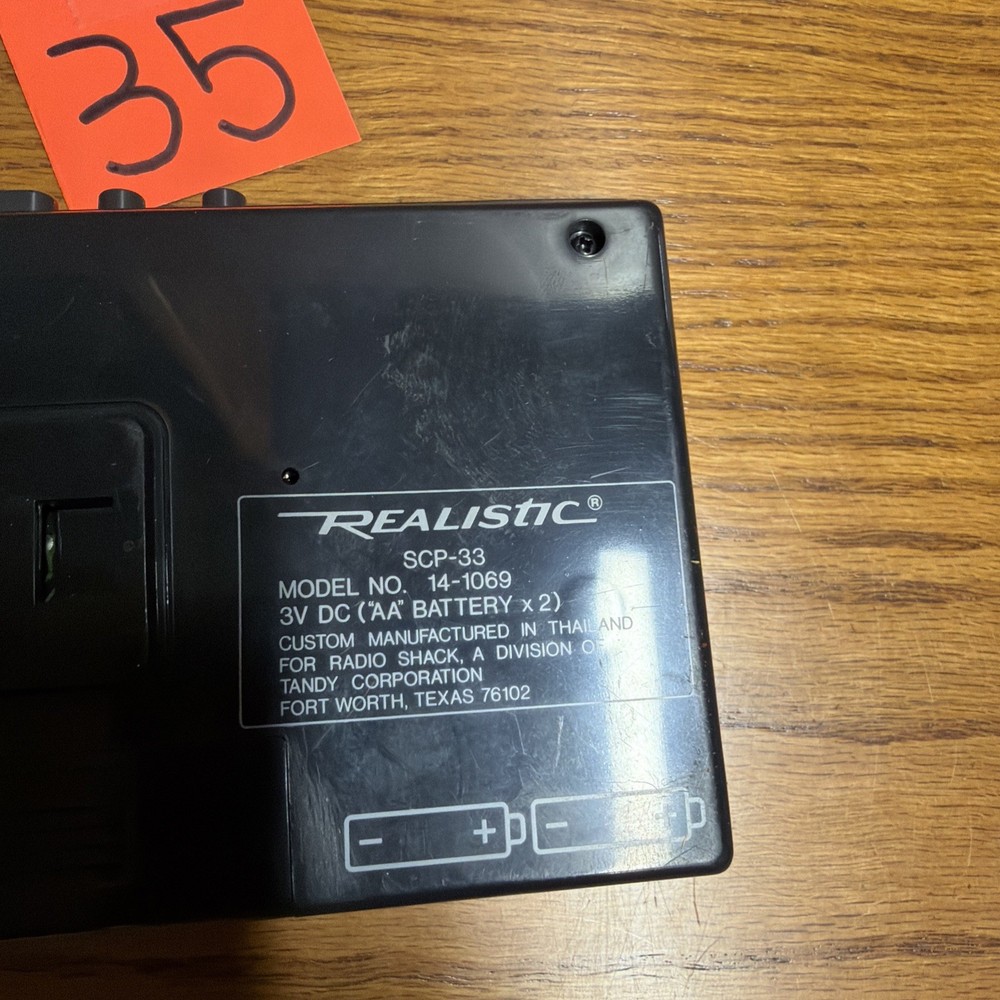 35
REALISTIC®
SCP-33
MODEL NO. 14-1069
3V DC ("AA" BATTERY x 2)
CUSTOM MANUFACTURED IN THAILAND
FOR RADIO SHACK, A DIVISION OF
TANDY CORPORATION
FORT WORTH, TEXAS 76102
- + - +